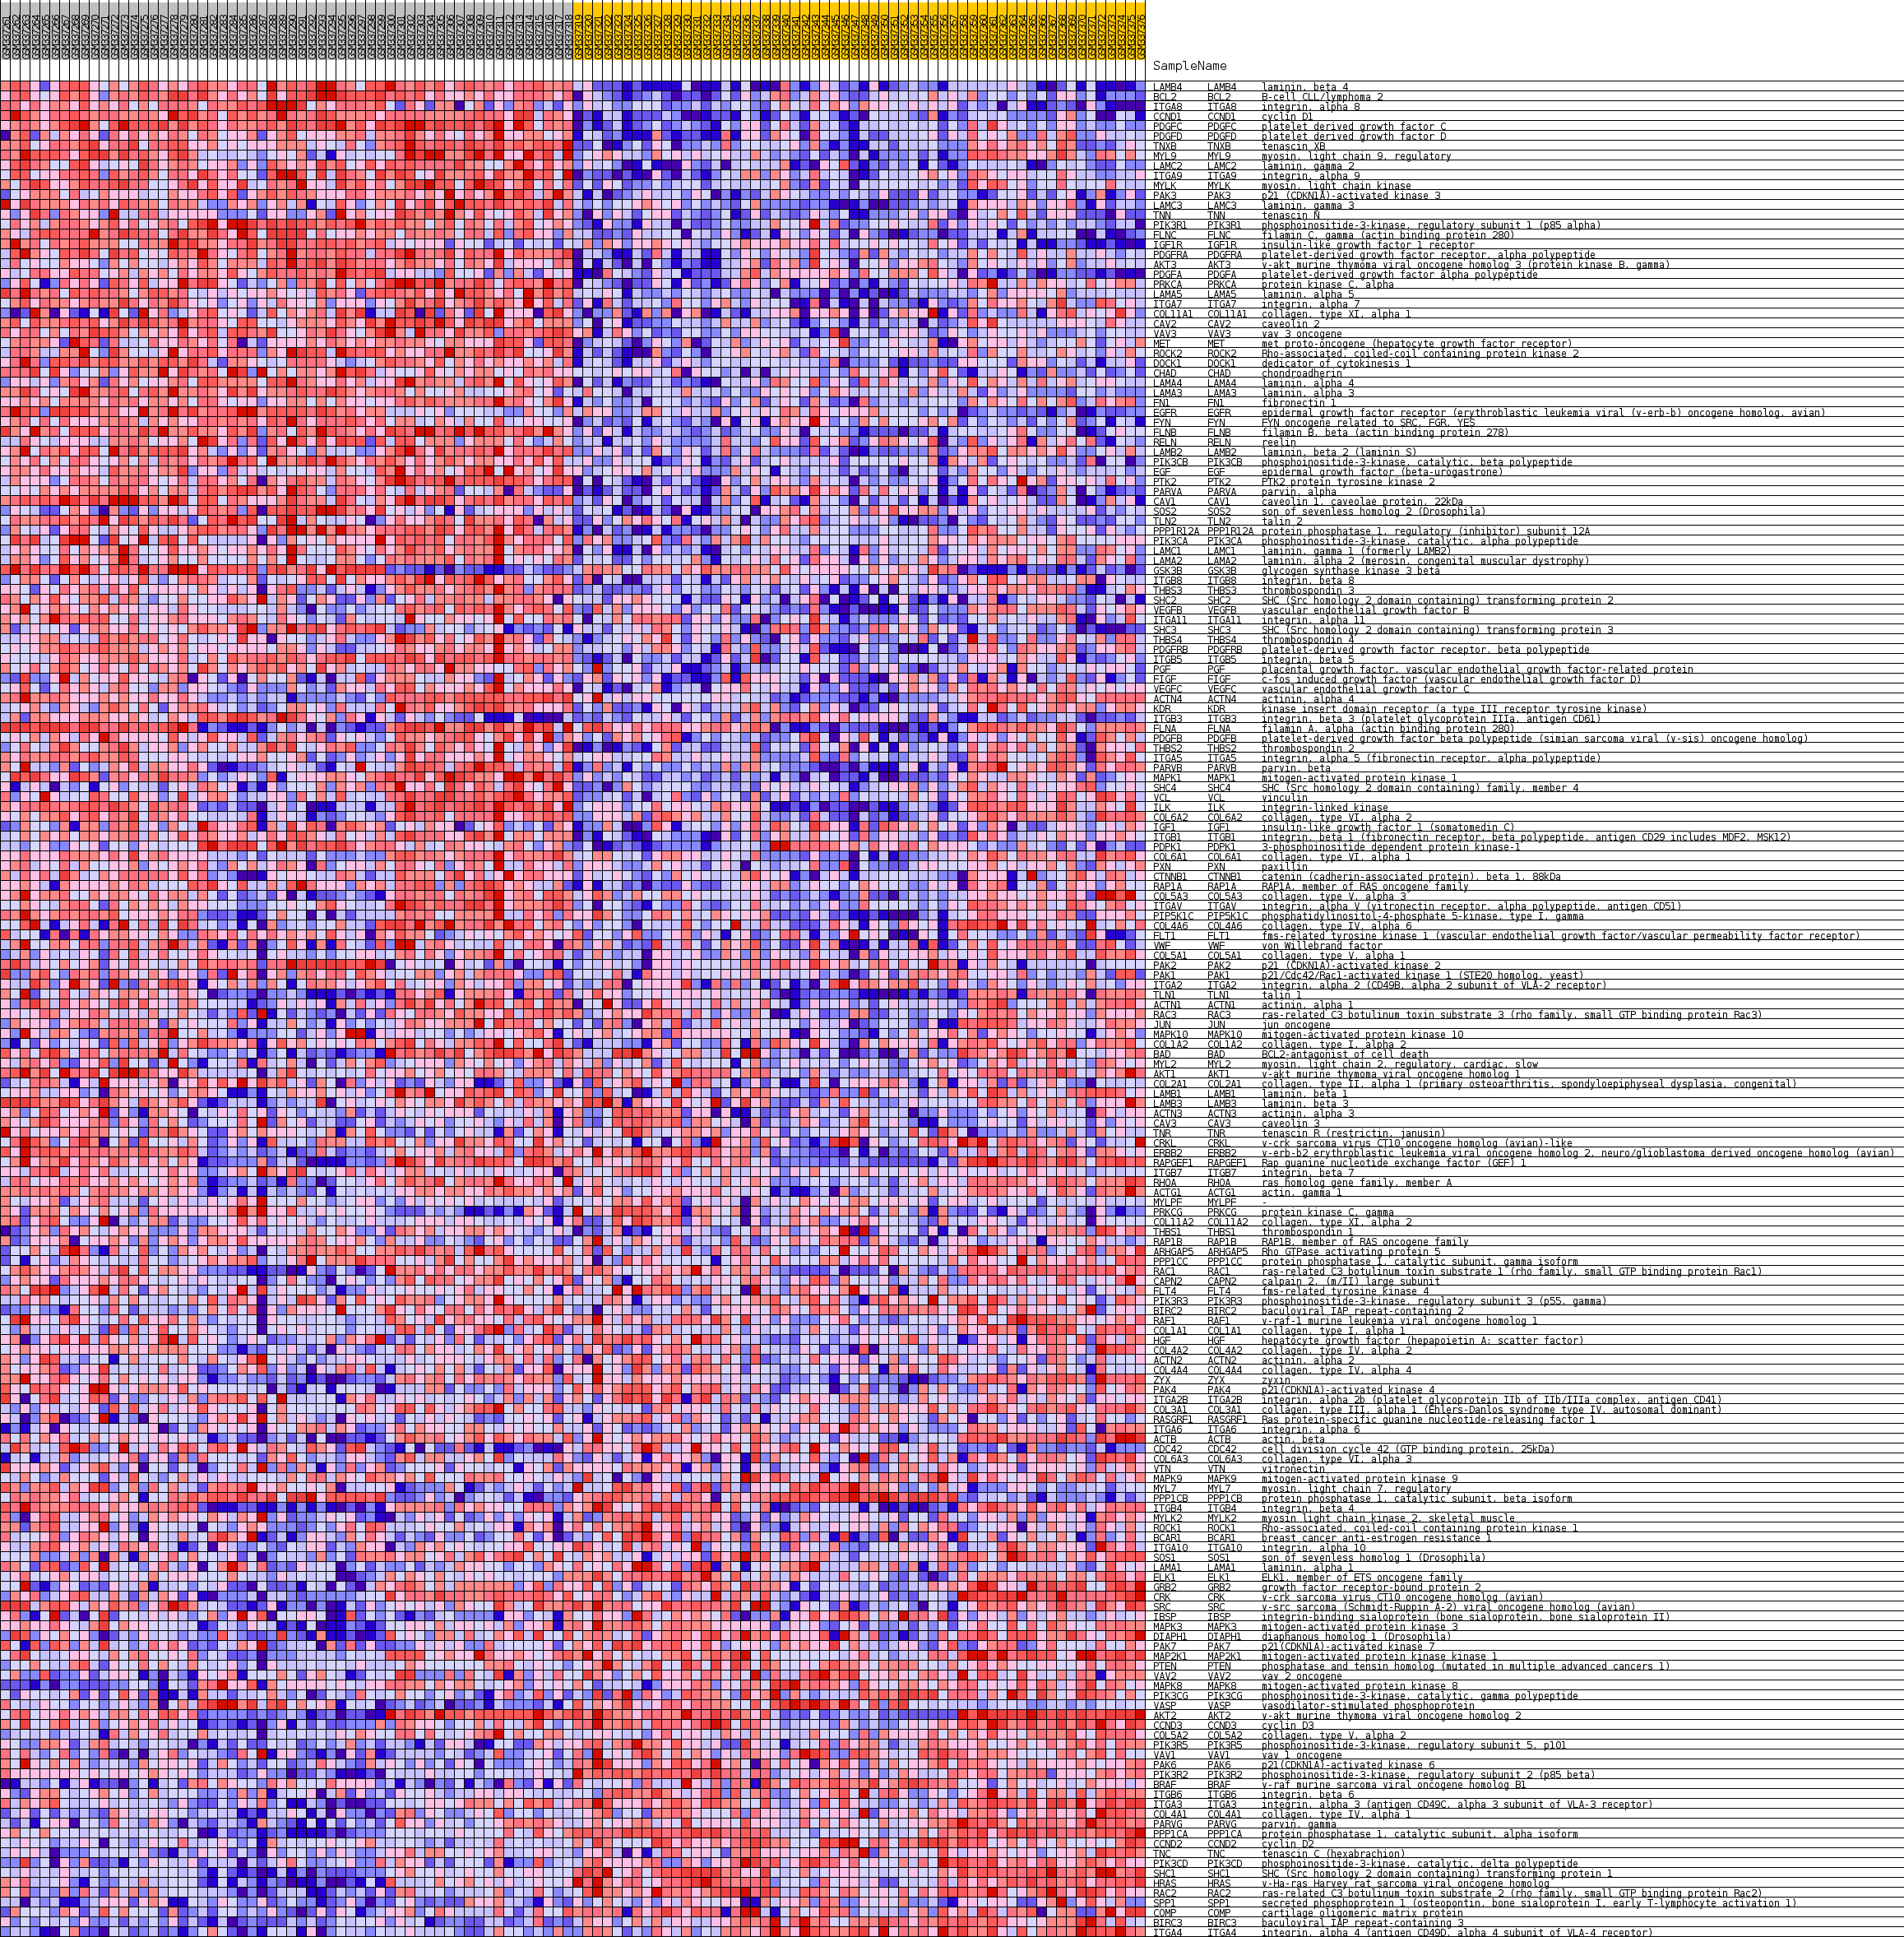 SampleName
LAMB4 LAMB4 laminin, beta 4
BCL2 BCL2 B-cell CLL/lymphoma 2
ITGA8 ITGA8 integrin, alpha 8
CCND1 CCND1 cyclin D1
PDGFC PDGFC platelet derived growth factor C
PDGFD PDGFD platelet derived growth factor D
TNXB TNXB tenascin XB
MYL9 MYL9 myosin, light chain 9, regulatory
LAMC2 LAMC2 laminin, gamma 2
ITGA9 ITGA9 integrin, alpha 9
MYLK MYLK myosin, light chain kinase
PAK3 PAK3 p21 (CDKN1A)-activated kinase 3
LAMC3 LAMC3 laminin, gamma 3
TNN TNN tenascin N
PIK3R1 PIK3R1 phosphoinositide-3-kinase, regulatory subunit 1 (p85 alpha)
FLNC FLNC filamin C, gamma (actin binding protein 280)
IGF1R IGF1R insulin-like growth factor 1 receptor
PDGFRA PDGFRA platelet-derived growth factor receptor, alpha polypeptide
AKT3 AKT3 v-akt murine thymoma viral oncogene homolog 3 (protein kinase B, gamma)
PDGFA PDGFA platelet-derived growth factor alpha polypeptide
PRKCA PRKCA protein kinase C, alpha
LAMA5 LAMA5 laminin, alpha 5
ITGA7 ITGA7 integrin, alpha 7
COL11A1 COL11A1 collagen, type XI, alpha 1
CAV2 CAV2 caveolin 2
VAV3 VAV3 vav 3 oncogene
MET MET met proto-oncogene (hepatocyte growth factor receptor)
ROCK2 ROCK2 Rho-associated, coiled-coil containing protein kinase 2
DOCK1 DOCK1 dedicator of cytokinesis 1
CHAD CHAD chondroadherin
LAMA4 LAMA4 laminin, alpha 4
LAMA3 LAMA3 laminin, alpha 3
FN1 FN1 fibronectin 1
EGFR EGFR epidermal growth factor receptor (erythroblastic leukemia viral (v-erb-b) oncogene homolog, avian)
FYN FYN FYN oncogene related to SRC, FGR, YES
FLNB FLNB filamin B, beta (actin binding protein 278)
RELN RELN reelin
LAMB2 LAMB2 laminin, beta 2 (laminin S)
PIK3CB PIK3CB phosphoinositide-3-kinase, catalytic, beta polypeptide
EGF EGF epidermal growth factor (beta-urogastrone)
PTK2 PTK2 PTK2 protein tyrosine kinase 2
PARVA PARVA parvin, alpha
CAV1 CAV1 caveolin 1, caveolae protein, 22kDa
SOS2 SOS2 son of sevenless homolog 2 (Drosophila)
TLN2 TLN2 talin 2
PPP1R12A PPP1R12A protein phosphatase 1, regulatory (inhibitor) subunit 12A
PIK3CA PIK3CA phosphoinositide-3-kinase, catalytic, alpha polypeptide
LAMC1 LAMC1 laminin, gamma 1 (formerly LAMB2)
LAMA2 LAMA2 laminin, alpha 2 (merosin, congenital muscular dystrophy)
GSK3B GSK3B glycogen synthase kinase 3 beta
ITGB8 ITGB8 integrin, beta 8
THBS3 THBS3 thrombospondin 3
SHC2 SHC2 SHC (Src homology 2 domain containing) transforming protein 2
VEGFB VEGFB vascular endothelial growth factor B
ITGA11 ITGA11 integrin, alpha 11
SHC3 SHC3 SHC (Src homology 2 domain containing) transforming protein 3
THBS4 THBS4 thrombospondin 4
PDGFRB PDGFRB platelet-derived growth factor receptor, beta polypeptide
ITGB5 ITGB5 integrin, beta 5
PGF PGF placental growth factor, vascular endothelial growth factor-related protein
FIGF FIGF c-fos induced growth factor (vascular endothelial growth factor D)
VEGFC VEGFC vascular endothelial growth factor C
ACTN4 ACTN4 actinin, alpha 4
KDR KDR kinase insert domain receptor (a type III receptor tyrosine kinase)
ITGB3 ITGB3 integrin, beta 3 (platelet glycoprotein IIIa, antigen CD61)
FLNA FLNA filamin A, alpha (actin binding protein 280)
PDGFB PDGFB platelet-derived growth factor beta polypeptide (simian sarcoma viral (v-sis) oncogene homolog)
THBS2 THBS2 thrombospondin 2
ITGA5 ITGA5 integrin, alpha 5 (fibronectin receptor, alpha polypeptide)
PARVB PARVB parvin, beta
MAPK1 MAPK1 mitogen-activated protein kinase 1
SHC4 SHC4 SHC (Src homology 2 domain containing) family, member 4
VCL VCL vinculin
ILK ILK integrin-linked kinase
COL6A2 COL6A2 collagen, type VI, alpha 2
IGF1 IGF1 insulin-like growth factor 1 (somatomedin C)
ITGB1 ITGB1 integrin, beta 1 (fibronectin receptor, beta polypeptide, antigen CD29 includes MDF2, MSK12)
PDPK1 PDPK1 3-phosphoinositide dependent protein kinase-1
COL6A1 COL6A1 collagen, type VI, alpha 1
PXN PXN paxillin
CTNNB1 CTNNB1 catenin (cadherin-associated protein), beta 1, 88kDa
RAP1A RAP1A RAP1A, member of RAS oncogene family
COL5A3 COL5A3 collagen, type V, alpha 3
ITGAV ITGAV integrin, alpha V (vitronectin receptor, alpha polypeptide, antigen CD51)
PIP5K1C PIP5K1C phosphatidylinositol-4-phosphate 5-kinase, type I, gamma
COL4A6 COL4A6 collagen, type IV, alpha 6
FLT1 FLT1 fms-related tyrosine kinase 1 (vascular endothelial growth factor/vascular permeability factor receptor)
VWF VWF von Willebrand factor
COL5A1 COL5A1 collagen, type V, alpha 1
PAK2 PAK2 p21 (CDKN1A)-activated kinase 2
PAK1 PAK1 p21/Cdc42/Rac1-activated kinase 1 (STE20 homolog, yeast)
ITGA2 ITGA2 integrin, alpha 2 (CD49B, alpha 2 subunit of VLA-2 receptor)
TLN1 TLN1 talin 1
ACTN1 ACTN1 actinin, alpha 1
RAC3 RAC3 ras-related C3 botulinum toxin substrate 3 (rho family, small GTP binding protein Rac3)
JUN JUN jun oncogene
MAPK10 MAPK10 mitogen-activated protein kinase 10
COL1A2 COL1A2 collagen, type I, alpha 2
BAD BAD BCL2-antagonist of cell death
MYL2 MYL2 myosin, light chain 2, regulatory, cardiac, slow
AKT1 AKT1 v-akt murine thymoma viral oncogene homolog 1
COL2A1 COL2A1 collagen, type II, alpha 1 (primary osteoarthritis, spondyloepiphyseal dysplasia, congenital)
LAMB1 LAMB1 laminin, beta 1
LAMB3 LAMB3 laminin, beta 3
ACTN3 ACTN3 actinin, alpha 3
CAV3 CAV3 caveolin 3
TNR TNR tenascin R (restrictin, janusin)
CRKL CRKL v-crk sarcoma virus CT10 oncogene homolog (avian)-like
ERBB2 ERBB2 v-erb-b2 erythroblastic leukemia viral oncogene homolog 2, neuro/glioblastoma derived oncogene homolog (avian)
RAPGEF1 RAPGEF1 Rap guanine nucleotide exchange factor (GEF) 1
ITGB7 ITGB7 integrin, beta 7
RHOA RHOA ras homolog gene family, member A
ACTG1 ACTG1 actin, gamma 1
MYLPF MYLPF -
PRKCG PRKCG protein kinase C, gamma
COL11A2 COL11A2 collagen, type XI, alpha 2
THBS1 THBS1 thrombospondin 1
RAP1B RAP1B RAP1B, member of RAS oncogene family
ARHGAP5 ARHGAP5 Rho GTPase activating protein 5
PPP1CC PPP1CC protein phosphatase 1, catalytic subunit, gamma isoform
RAC1 RAC1 ras-related C3 botulinum toxin substrate 1 (rho family, small GTP binding protein Rac1)
CAPN2 CAPN2 calpain 2, (m/II) large subunit
FLT4 FLT4 fms-related tyrosine kinase 4
PIK3R3 PIK3R3 phosphoinositide-3-kinase, regulatory subunit 3 (p55, gamma)
BIRC2 BIRC2 baculoviral IAP repeat-containing 2
RAF1 RAF1 v-raf-1 murine leukemia viral oncogene homolog 1
COL1A1 COL1A1 collagen, type I, alpha 1
HGF HGF hepatocyte growth factor (hepapoietin A; scatter factor)
COL4A2 COL4A2 collagen, type IV, alpha 2
ACTN2 ACTN2 actinin, alpha 2
COL4A4 COL4A4 collagen, type IV, alpha 4
ZYX ZYX zyxin
PAK4 PAK4 p21(CDKN1A)-activated kinase 4
ITGA2B ITGA2B integrin, alpha 2b (platelet glycoprotein IIb of IIb/IIIa complex, antigen CD41)
COL3A1 COL3A1 collagen, type III, alpha 1 (Ehlers-Danlos syndrome type IV, autosomal dominant)
RASGRF1 RASGRF1 Ras protein-specific guanine nucleotide-releasing factor 1
ITGA6 ITGA6 integrin, alpha 6
ACTB ACTB actin, beta
CDC42 CDC42 cell division cycle 42 (GTP binding protein, 25kDa)
COL6A3 COL6A3 collagen, type VI, alpha 3
VTN VTN vitronectin
MAPK9 MAPK9 mitogen-activated protein kinase 9
MYL7 MYL7 myosin, light chain 7, regulatory
PPP1CB PPP1CB protein phosphatase 1, catalytic subunit, beta isoform
ITGB4 ITGB4 integrin, beta 4
MYLK2 MYLK2 myosin light chain kinase 2, skeletal muscle
ROCK1 ROCK1 Rho-associated, coiled-coil containing protein kinase 1
BCAR1 BCAR1 breast cancer anti-estrogen resistance 1
ITGA10 ITGA10 integrin, alpha 10
SOS1 SOS1 son of sevenless homolog 1 (Drosophila)
LAMA1 LAMA1 laminin, alpha 1
ELK1 ELK1 ELK1, member of ETS oncogene family
GRB2 GRB2 growth factor receptor-bound protein 2
CRK CRK v-crk sarcoma virus CT10 oncogene homolog (avian)
SRC SRC v-src sarcoma (Schmidt-Ruppin A-2) viral oncogene homolog (avian)
IBSP IBSP integrin-binding sialoprotein (bone sialoprotein, bone sialoprotein II)
MAPK3 MAPK3 mitogen-activated protein kinase 3
DIAPH1 DIAPH1 diaphanous homolog 1 (Drosophila)
PAK7 PAK7 p21(CDKN1A)-activated kinase 7
MAP2K1 MAP2K1 mitogen-activated protein kinase kinase 1
PTEN PTEN phosphatase and tensin homolog (mutated in multiple advanced cancers 1)
VAV2 VAV2 vav 2 oncogene
MAPK8 MAPK8 mitogen-activated protein kinase 8
PIK3CG PIK3CG phosphoinositide-3-kinase, catalytic, gamma polypeptide
VASP VASP vasodilator-stimulated phosphoprotein
AKT2 AKT2 v-akt murine thymoma viral oncogene homolog 2
CCND3 CCND3 cyclin D3
COL5A2 COL5A2 collagen, type V, alpha 2
PIK3R5 PIK3R5 phosphoinositide-3-kinase, regulatory subunit 5, p101
VAV1 VAV1 vav 1 oncogene
PAK6 PAK6 p21(CDKN1A)-activated kinase 6
PIK3R2 PIK3R2 phosphoinositide-3-kinase, regulatory subunit 2 (p85 beta)
BRAF BRAF v-raf murine sarcoma viral oncogene homolog B1
ITGB6 ITGB6 integrin, beta 6
ITGA3 ITGA3 integrin, alpha 3 (antigen CD49C, alpha 3 subunit of VLA-3 receptor)
COL4A1 COL4A1 collagen, type IV, alpha 1
PARVG PARVG parvin, gamma
PPP1CA PPP1CA protein phosphatase 1, catalytic subunit, alpha isoform
CCND2 CCND2 cyclin D2
TNC TNC tenascin C (hexabrachion)
PIK3CD PIK3CD phosphoinositide-3-kinase, catalytic, delta polypeptide
SHC1 SHC1 SHC (Src homology 2 domain containing) transforming protein 1
HRAS HRAS v-Ha-ras Harvey rat sarcoma viral oncogene homolog
RAC2 RAC2 ras-related C3 botulinum toxin substrate 2 (rho family, small GTP binding protein Rac2)
SPP1 SPP1 secreted phosphoprotein 1 (osteopontin, bone sialoprotein I, early T-lymphocyte activation 1)
COMP COMP cartilage oligomeric matrix protein
BIRC3 BIRC3 baculoviral IAP repeat-containing 3
ITGA4 ITGA4 integrin, alpha 4 (antigen CD49D, alpha 4 subunit of VLA-4 receptor)